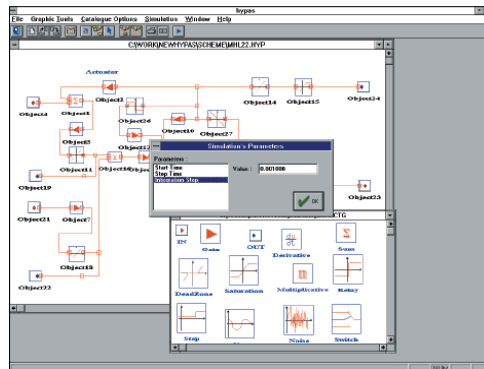 hypas
File Graphic Tools Catalogue Options Simulation Window Help
C:\WORK\NEWHYPAS\SCHEME\MHL22.HYP
Actuator
Object2
Object14
Object15
Object24
Object4
Object1
Object26
Object3
Object10
Object27
Simulation's Parameters
Parameters :
Start Time
Stop Time
Integration Step
Value :
0.001000
OK
Object11
Object19
Object21
Object7
Object23
Object18
Object22
CTG
IN
Gain
OUT
Derivative
Sum
DeadZone
Saturation
Multiplicative
Relay
Step
Noise
Switch